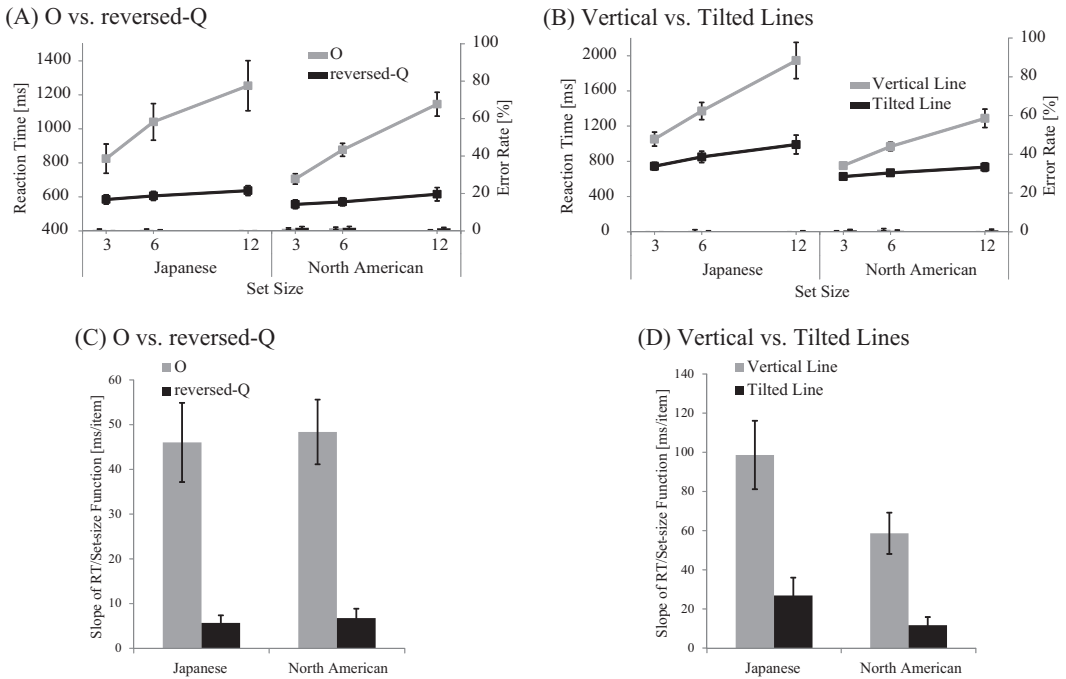 (A) O vs. reversed-Q
Reaction Time [ms]
1400
1200
1000
800
600
400
O
reversed-Q
100
80
60
40
20
0
Error Rate [%]
3 6 12 3 6 12
Japanese North American
Set Size
(B) Vertical vs. Tilted Lines
Reaction Time [ms]
2000
1600
1200
800
400
0
Vertical Line
Tilted Line
100
80
60
40
20
0
Error Rate [%]
3 6 12 3 6 12
Japanese North American
Set Size
(C) O vs. reversed-Q
O
reversed-Q
Slope of RT/Set-size Function [ms/item]
60
50
40
30
20
10
0
Japanese North American
(D) Vertical vs. Tilted Lines
Vertical Line
Tilted Line
Slope of RT/Set-size Function [ms/item]
140
120
100
80
60
40
20
0
Japanese North American